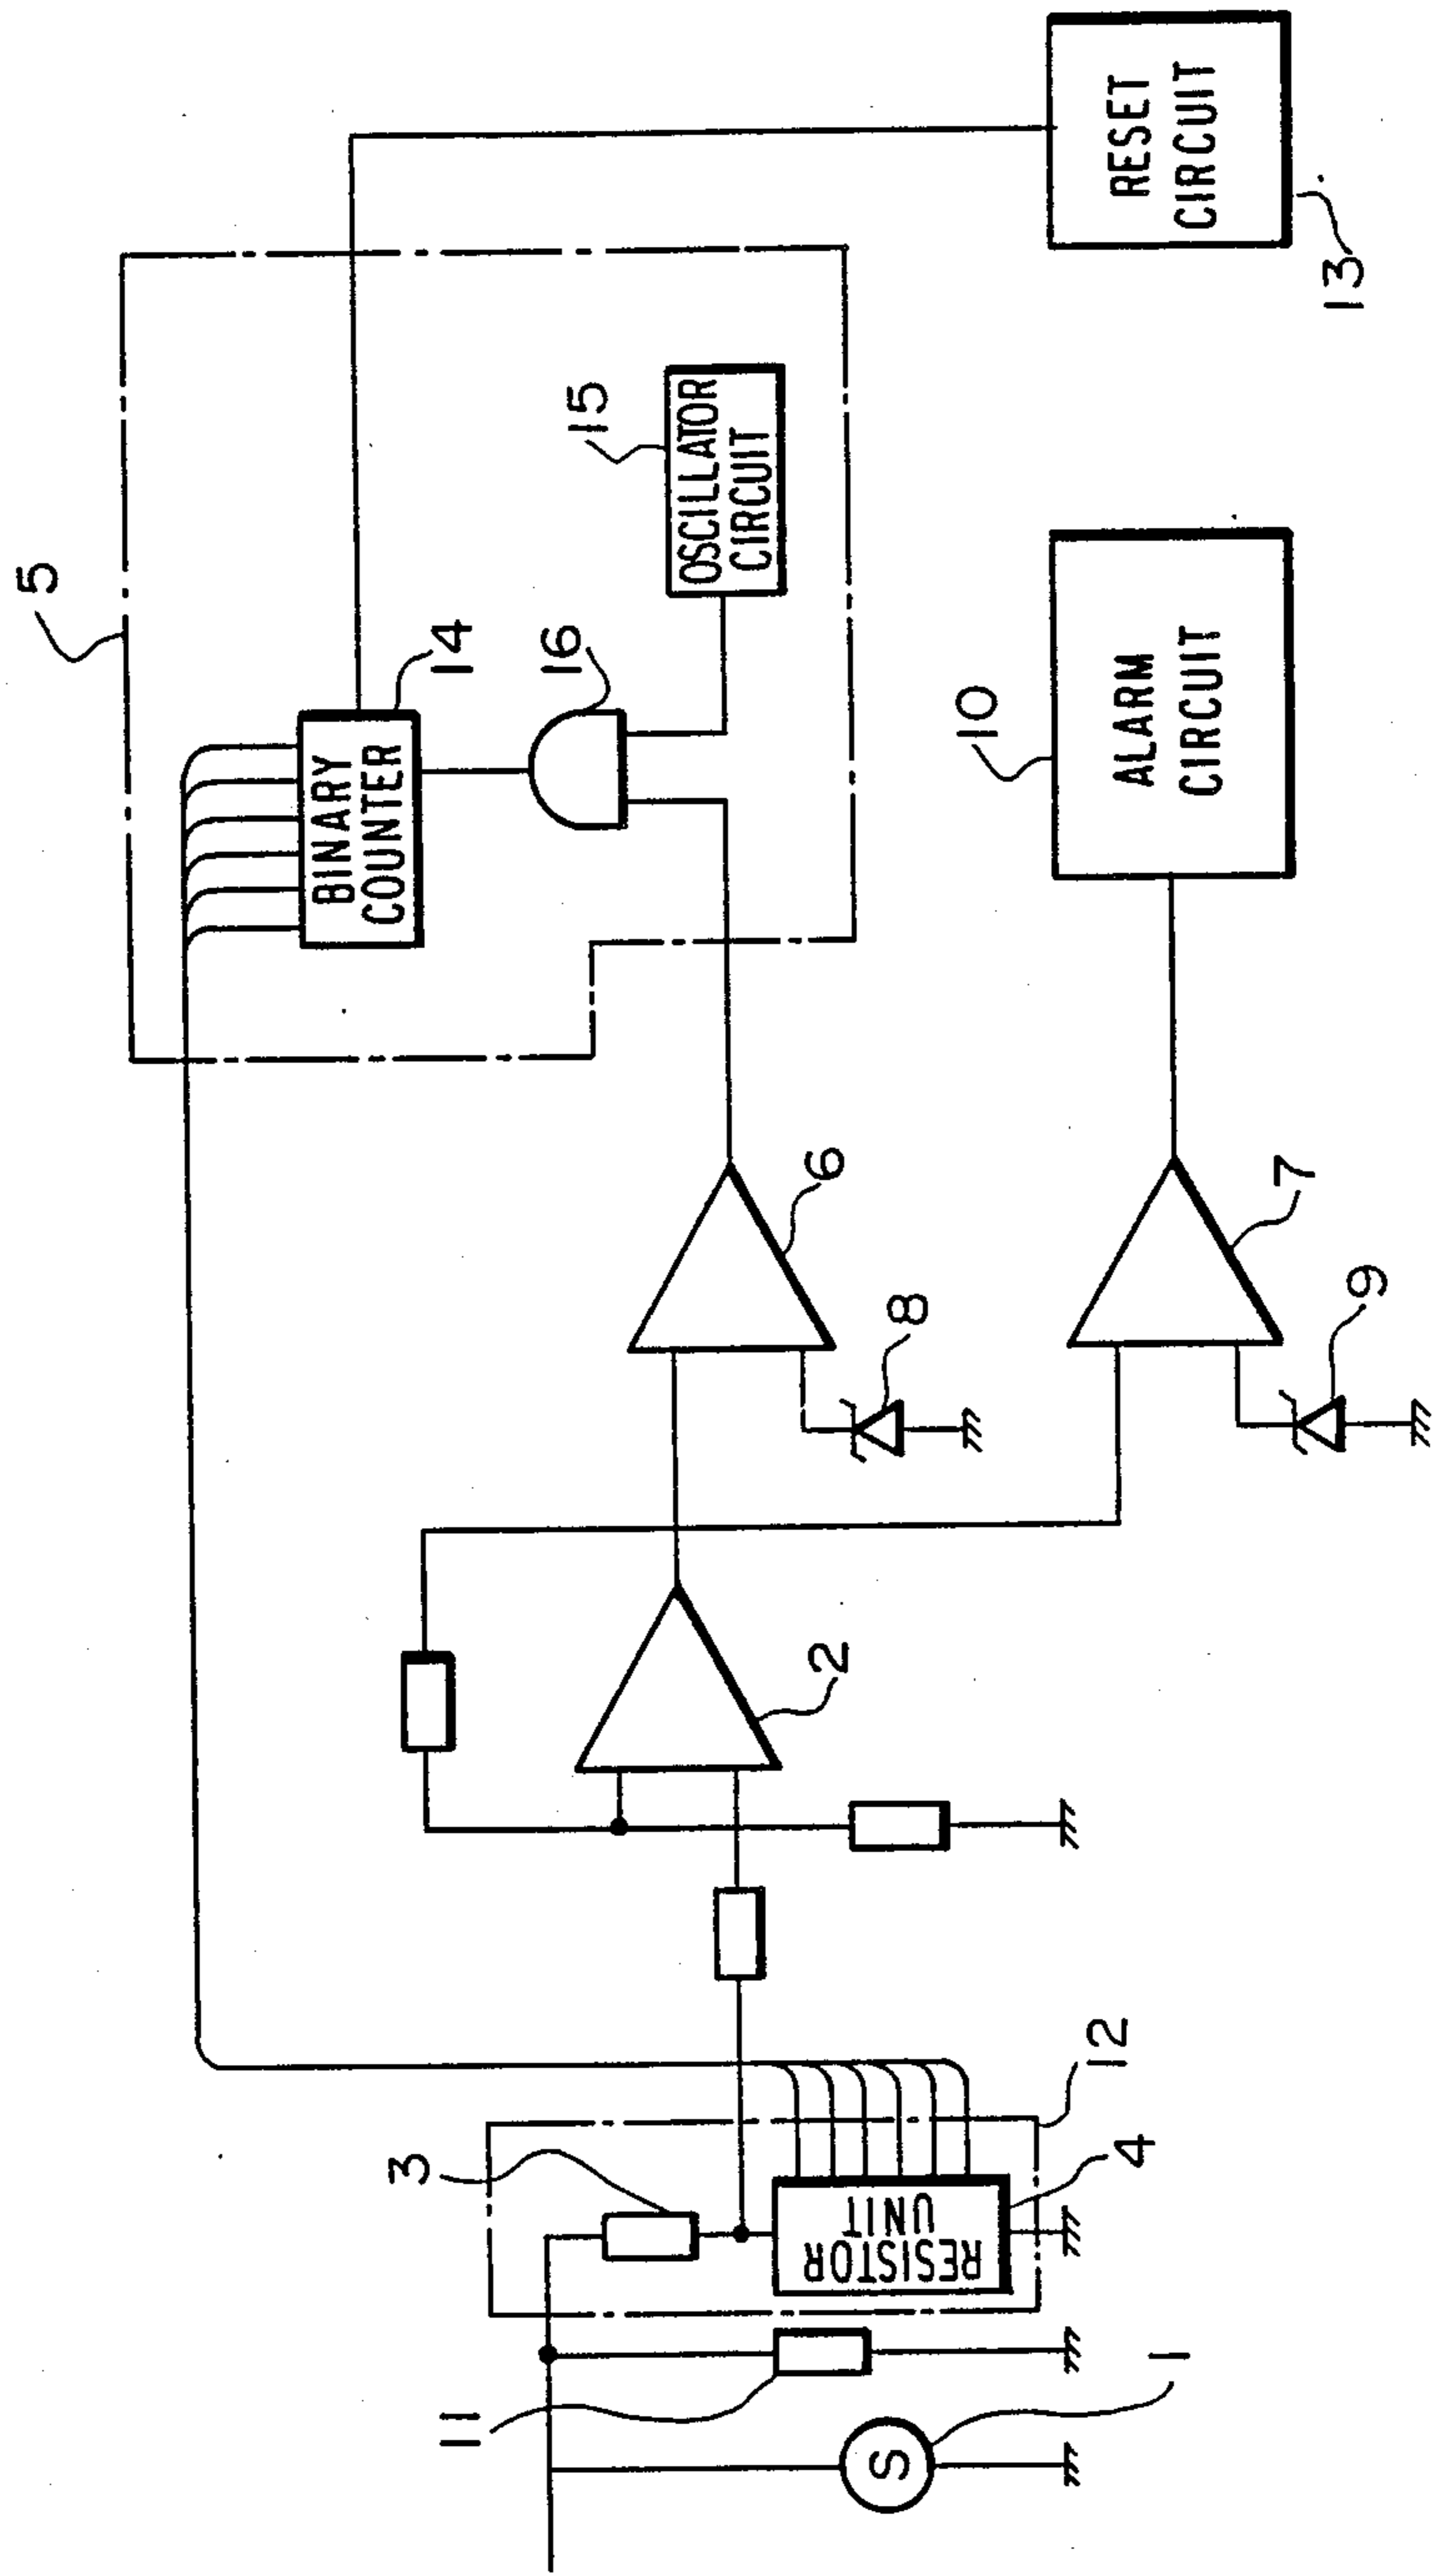 5
BINARY
COUNTER
14
16
15
OSCILLATOR
CIRCUIT
RESET
CIRCUIT
13
10
ALARM
CIRCUIT
6
8
7
9
2
3
12
RESISTOR
UNIT
4
11
S
1